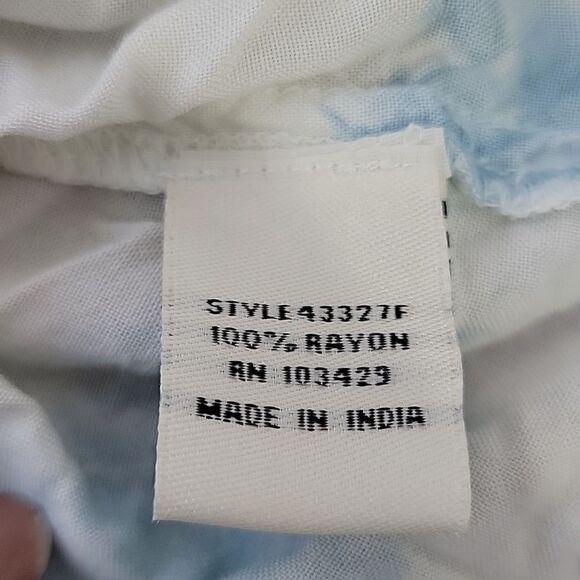 STYLE43327F
100% RAYON
RN 103429
MADE IN INDIA